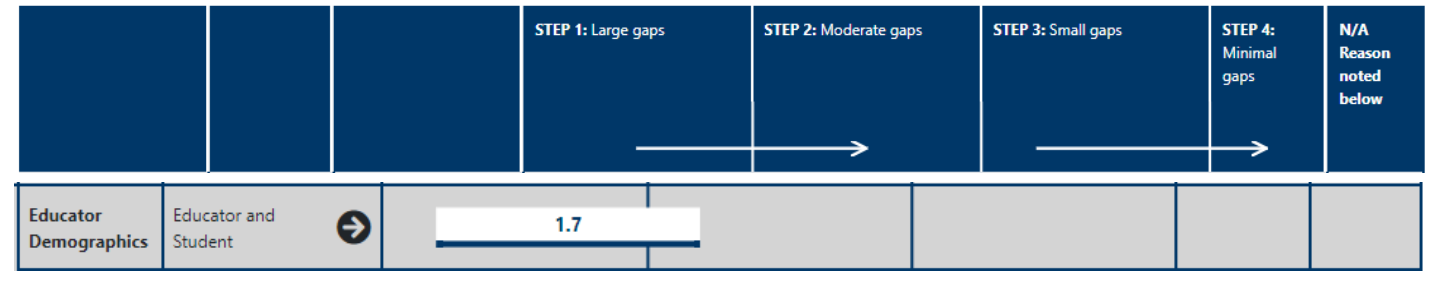 STEP 1: Large gaps
STEP 2: Moderate gaps
STEP 3: Small gaps
STEP 4:
Minimal
gaps
N/A
Reason
noted
below
Educator
Demographics
Educator and
Student
1.7